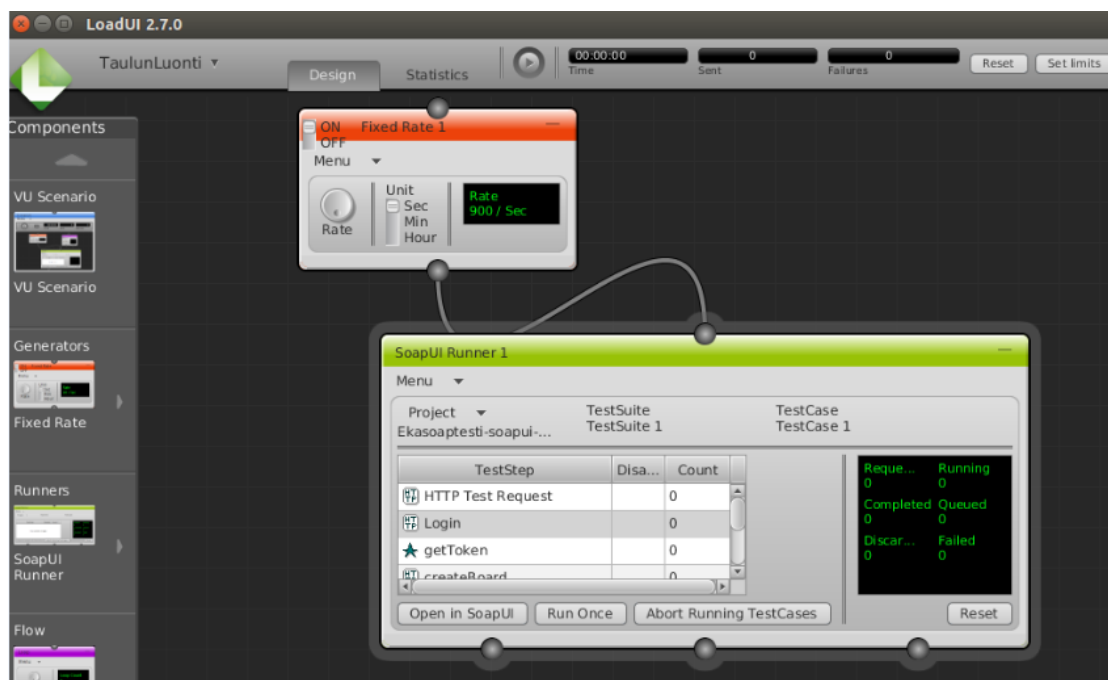 LoadUI 2.7.0
TaulunLuonti
Design
Statistics
00:00:00
Time
0
Sent
0
Failures
Reset
Set limits
Components
VU Scenario
VU Scenario
Generators
Fixed Rate
Runners
SoapUI
Runner
Flow
ON
OFF
Fixed Rate 1
Menu
Rate
Unit
Sec
Min
Hour
Rate
900 / Sec
SoapUI Runner 1
Menu
Project
Ekasoaptesti-soapui-...
TestSuite
TestSuite 1
TestCase
TestCase 1
TestStep Disa... Count
HTTP Test Request 0
Login 0
getToken 0
createBoard 0
Reque... Running
0 0
Completed Queued
0 0
Discar... Failed
0 0
Open in SoapUI
Run Once
Abort Running TestCases
Reset